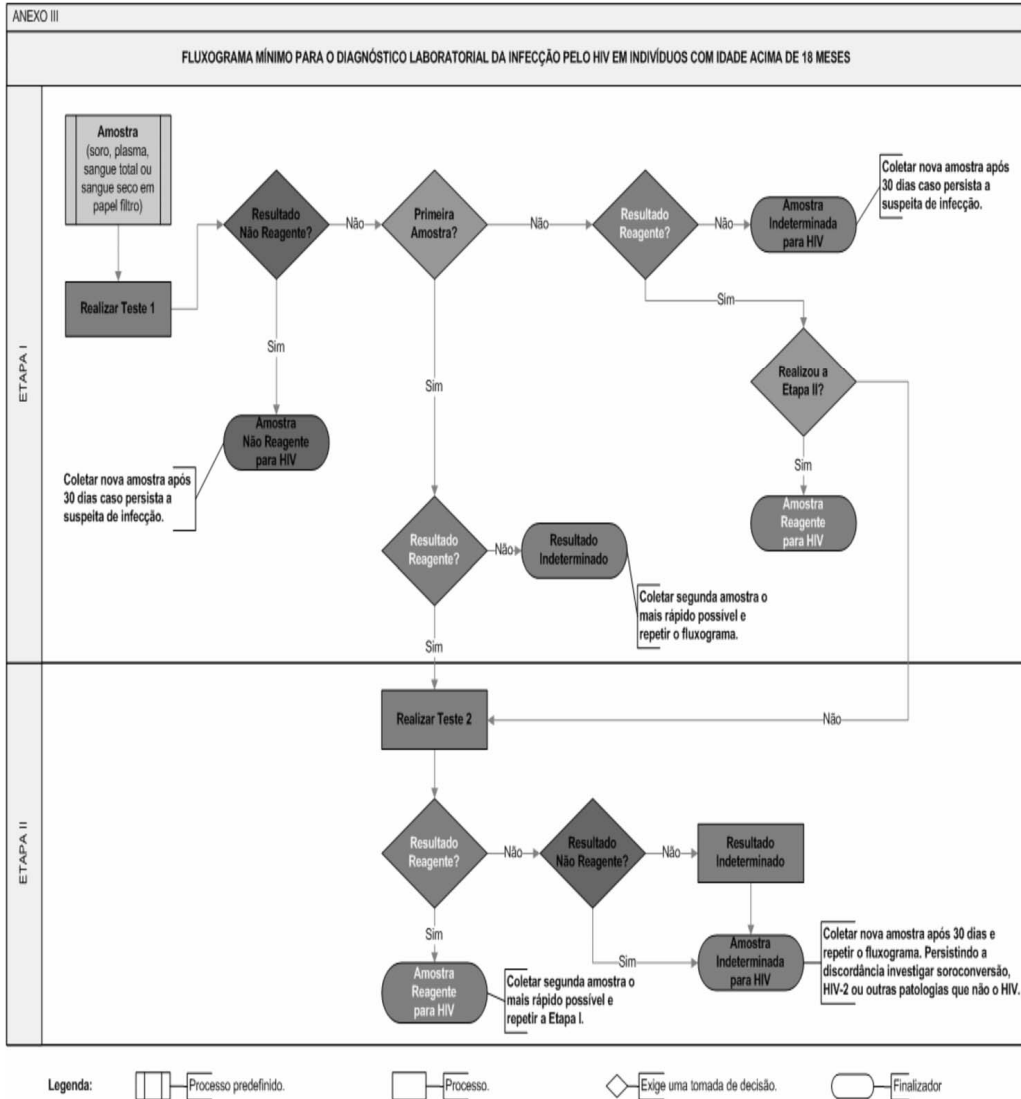 ANEXO III
FLUXOGRAMA MÍNIMO PARA O DIAGNÓSTICO LABORATORIAL DA INFECÇÃO PELO HIV EM INDIVÍDUOS COM IDADE ACIMA DE 18 MESES
ETAPA I
Amostra
(soro, plasma,
sangue total ou
sangue seco em
papel filtro)
Realizar Teste 1
Resultado
Não Reagente?
Não
Primeira
Amostra?
Não
Resultado
Reagente?
Não
Amostra
Indeterminada
para HIV
Coletar nova amostra após
30 dias caso persista a
suspeita de infecção.
Sim
Realizou a
Etapa II?
Sim
Amostra
Reagente
para HIV
Sim
Amostra
Não Reagente
para HIV
Coletar nova amostra após
30 dias caso persista a
suspeita de infecção.
Sim
Resultado
Reagente?
Não
Resultado
Indeterminado
Coletar segunda amostra o
mais rápido possível e
repetir o fluxograma.
Sim
ETAPA II
Realizar Teste 2
Não
Resultado
Reagente?
Não
Resultado
Não Reagente?
Não
Resultado
Indeterminado
Sim
Sim
Amostra
Indeterminada
para HIV
Coletar nova amostra após 30 dias e
repetir o fluxograma. Persistindo a
discordância investigar soroconversão,
HIV-2 ou outras patologias que não o HIV.
Amostra
Reagente
para HIV
Coletar segunda amostra o
mais rápido possível e
repetir a Etapa I.
Legenda:
Processo predefinido.
Processo.
Exige uma tomada de decisão.
Finalizador